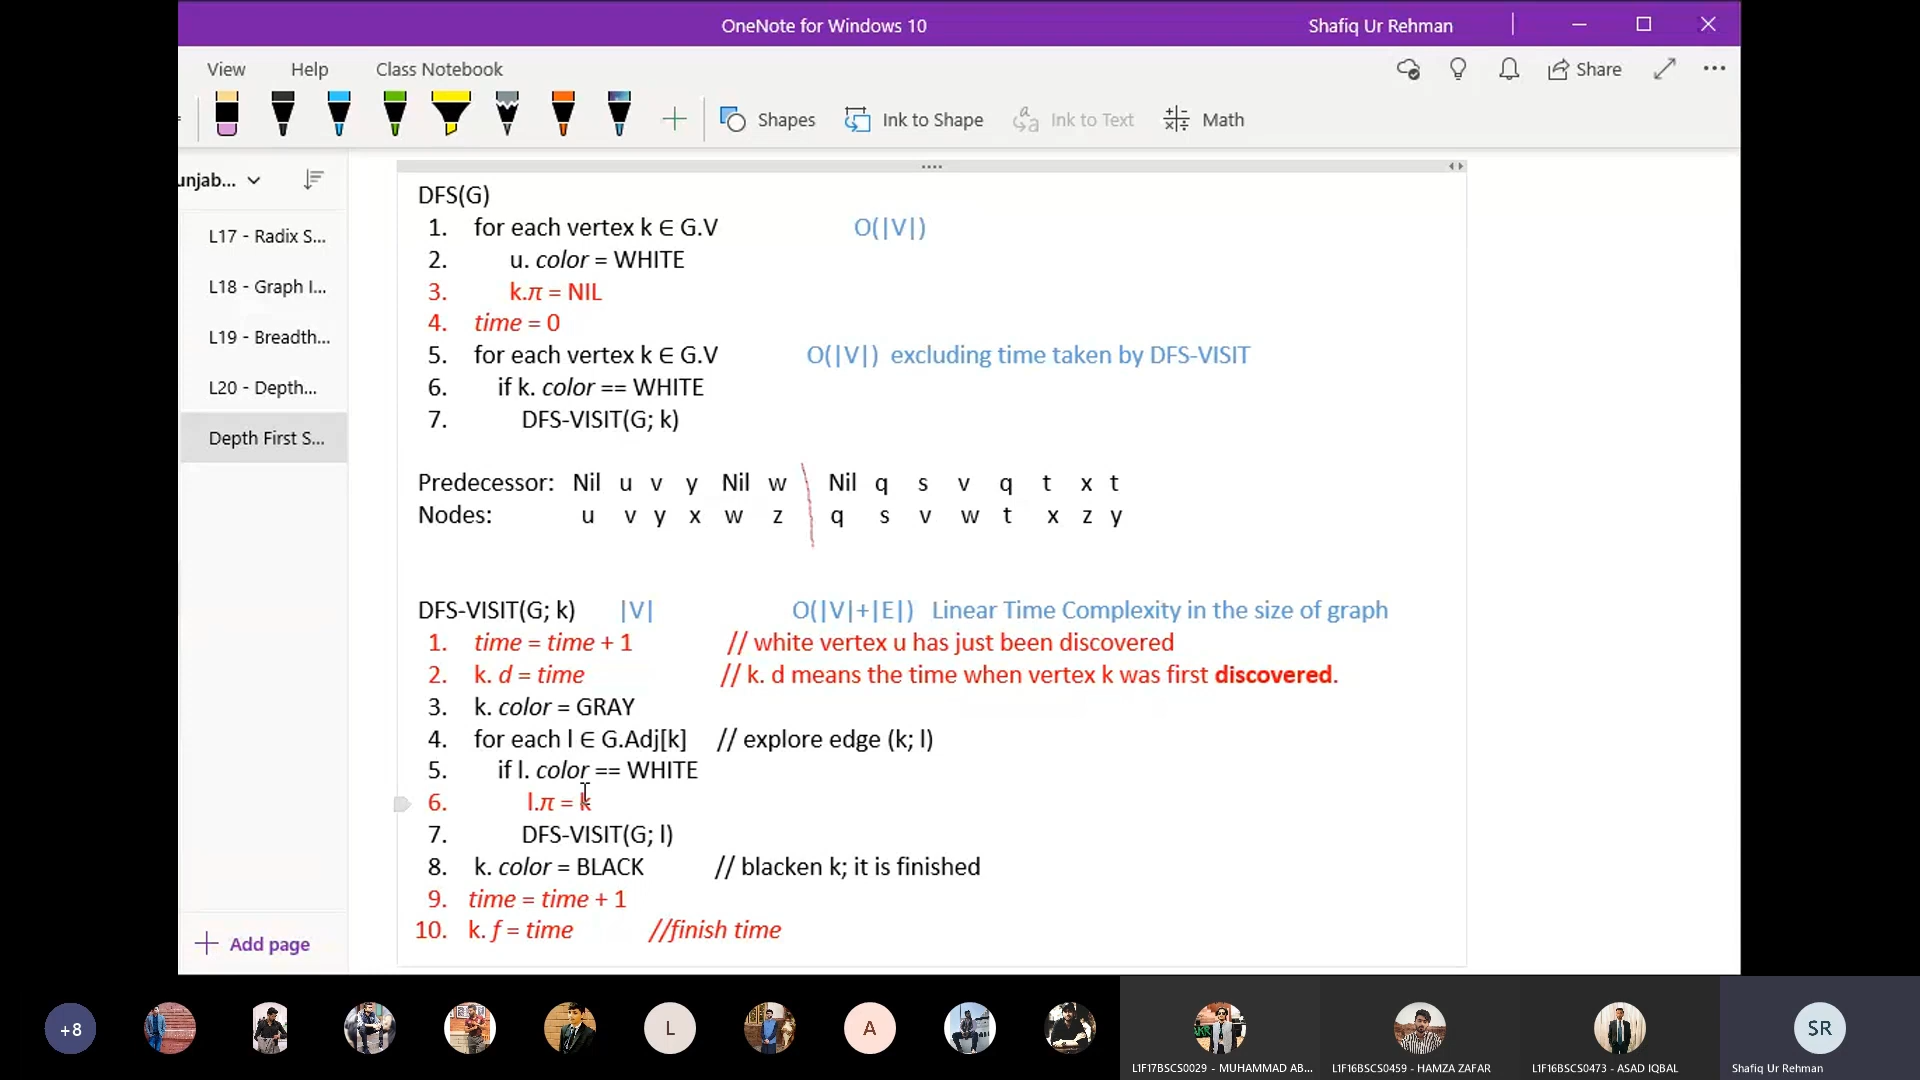 OneNote for Windows 10
Shafiq Ur Rehman
View Help Class Notebook
Share
Shapes Ink to Shape Ink to Text Math
unjab...
L17 - Radix S...
L18 - Graph I...
L19 - Breadth...
L20 - Depth...
Depth First S...
Add page
DFS(G)
1. for each vertex k ∈ G.V O(|V|)
2. u. color = WHITE
3. k.π = NIL
4. time = 0
5. for each vertex k ∈ G.V O(|V|) excluding time taken by DFS-VISIT
6. if k. color == WHITE
7. DFS-VISIT(G; k)
Predecessor: Nil u v y Nil w Nil q s v q t x t
Nodes: u v y x w z q s v w t x z y
DFS-VISIT(G; k) |V| O(|V|+|E|) Linear Time Complexity in the size of graph
1. time = time + 1 // white vertex u has just been discovered
2. k. d = time // k. d means the time when vertex k was first discovered.
3. k. color = GRAY
4. for each l ∈ G.Adj[k] // explore edge (k; l)
5. if l. color == WHITE
6. l.π = k
7. DFS-VISIT(G; l)
8. k. color = BLACK // blacken k; it is finished
9. time = time + 1
10. k. f = time //finish time
+8
L
A
SR
L1F17BSCS0029 - MUHAMMAD AB...
L1F16BSCS0459 - HAMZA ZAFAR
L1F16BSCS0473 - ASAD IQBAL
Shafiq Ur Rehman